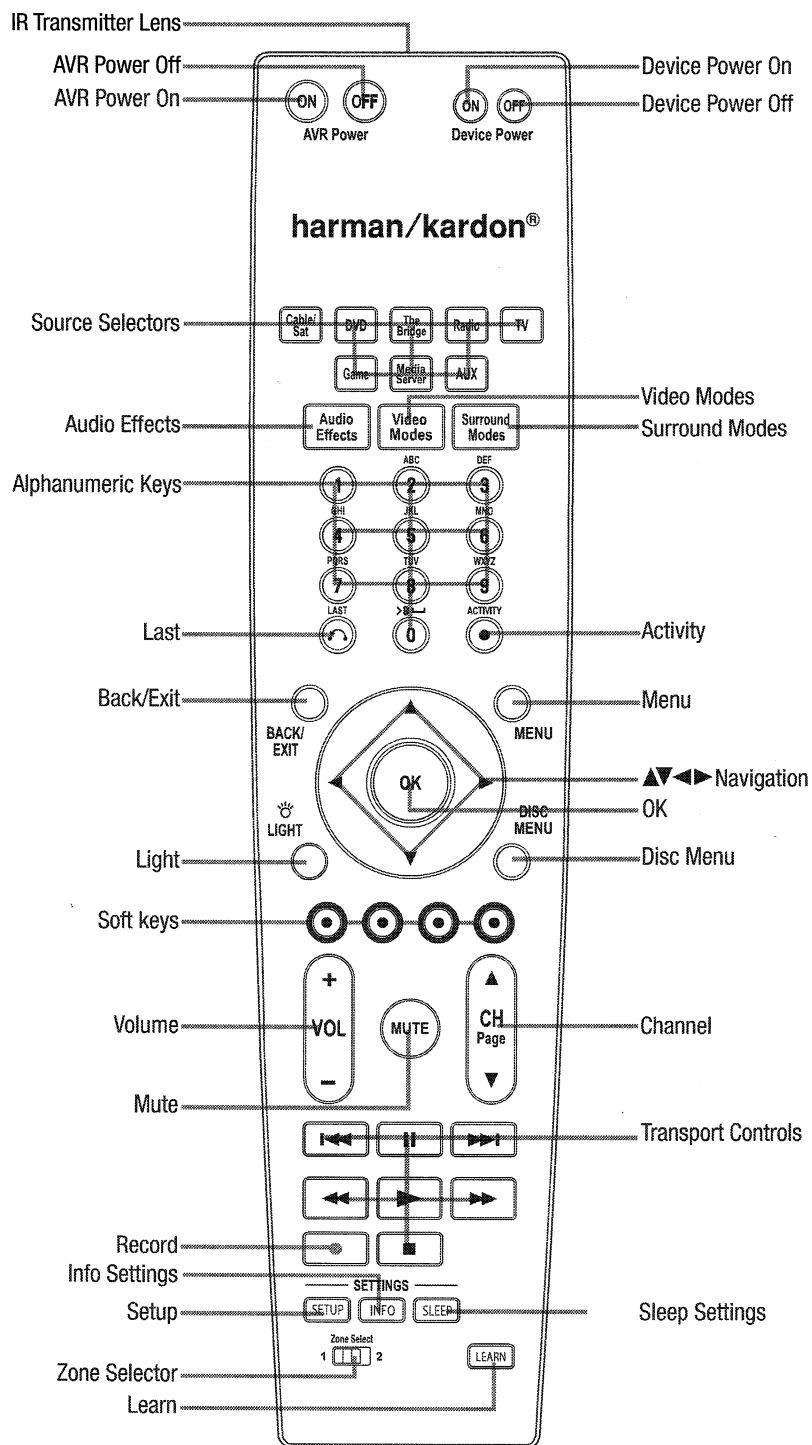 IR Transmitter Lens
AVR Power Off
AVR Power On
Device Power On
Device Power Off
ON OFF
AVR Power
ON OFF
Device Power
harman/kardon®
Source Selectors
Cable/
Sat
DVD
The
Bridge
Radio
TV
Game
Media
Server
AUX
Audio Effects
Audio
Effects
Video
Modes
Surround
Modes
Video Modes
Surround Modes
Alphanumeric Keys
ABC DEF
1 2 3
GHI JKL MNO
4 5 6
PQRS TUV WXYZ
7 8 9
LAST ACTIVITY
0
Last
Activity
Back/Exit
BACK/
EXIT
MENU
Menu
OK
▲▼◀▶ Navigation
OK
LIGHT
DISC
MENU
Light
Disc Menu
Soft keys
+
VOL
−
Volume
MUTE
▲
CH
Page
▼
Channel
Mute
Transport Controls
Record
Info Settings
SETTINGS
Setup
SETUP INFO SLEEP
Sleep Settings
Zone Select
1 2
LEARN
Zone Selector
Learn